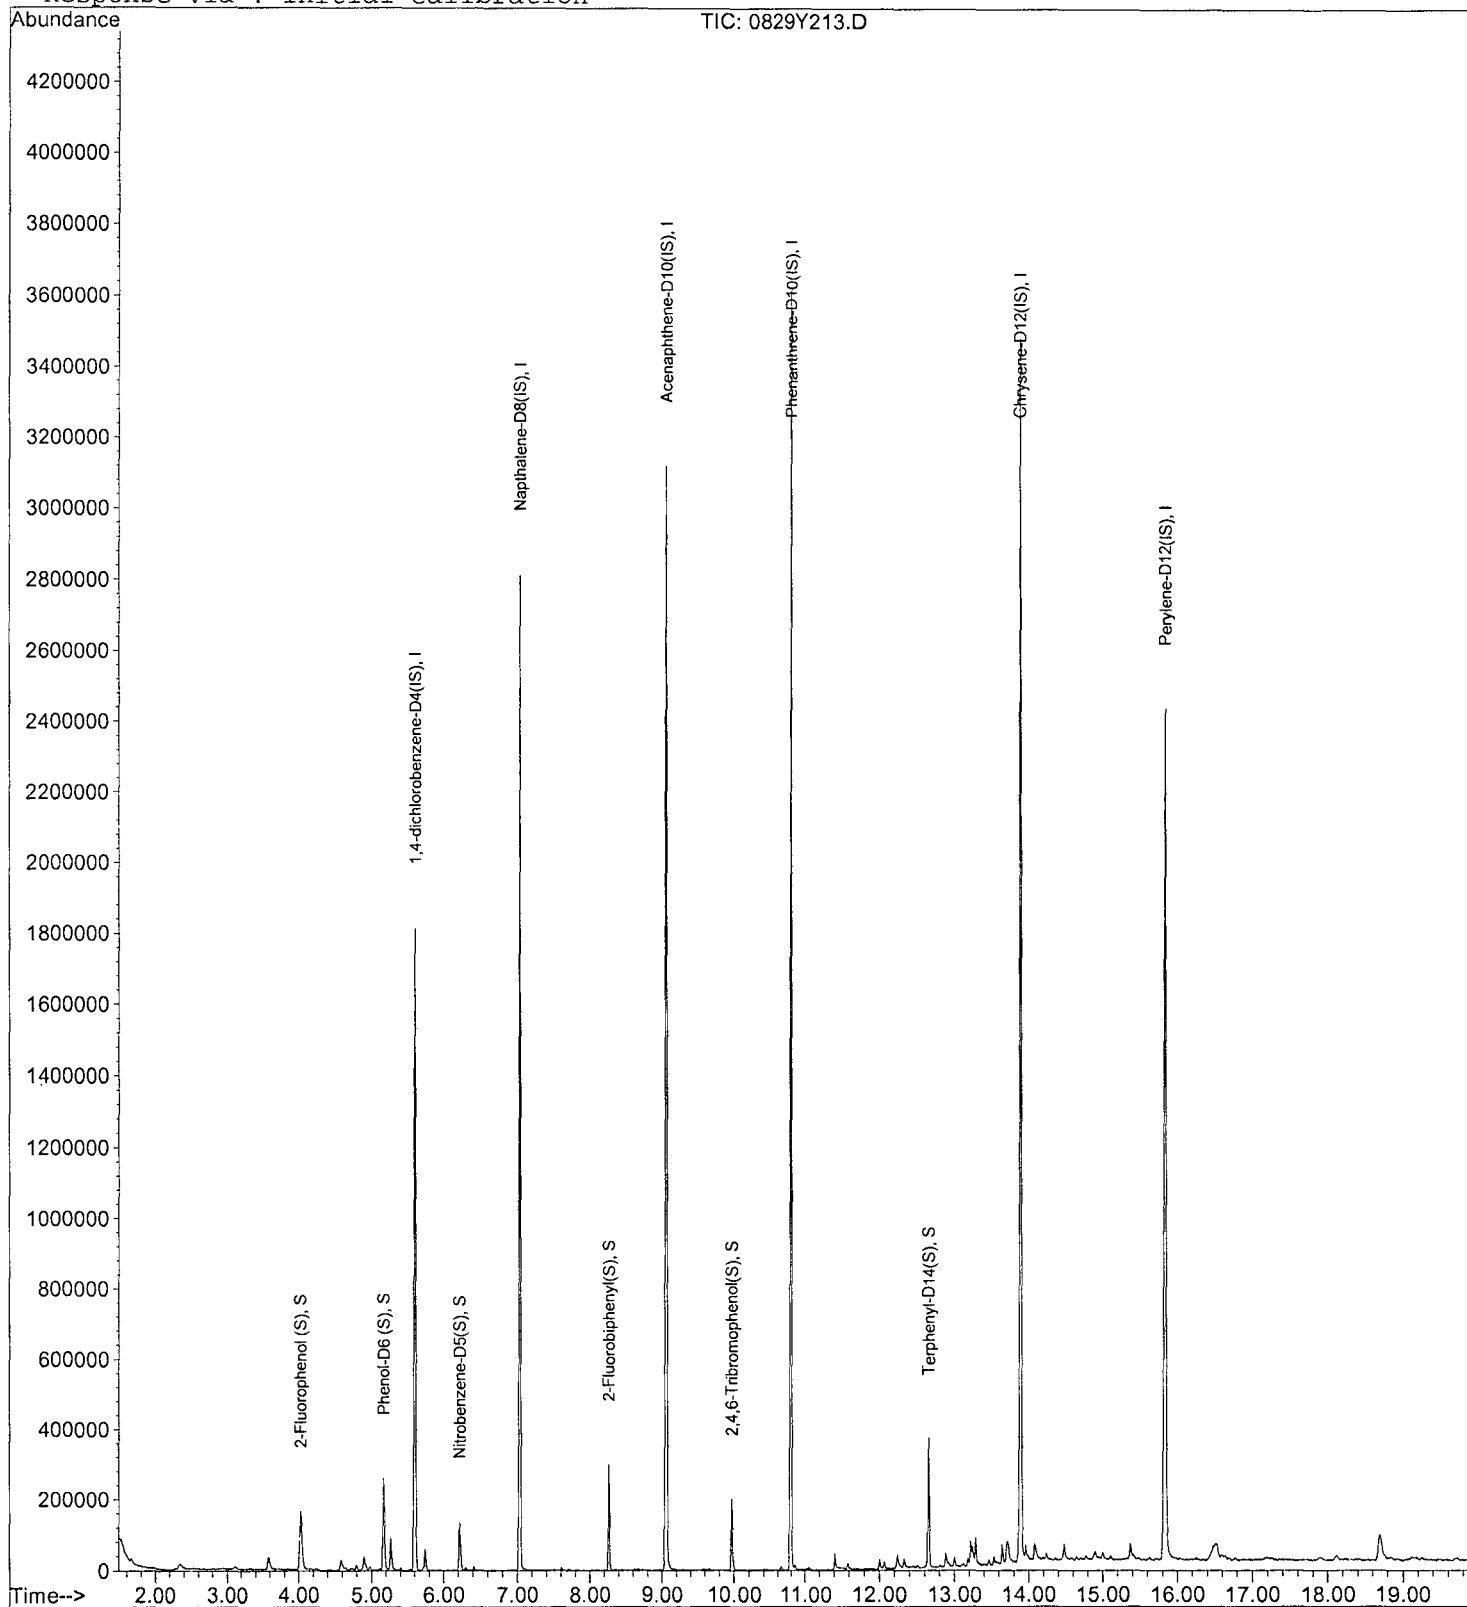 Response via : Initial Calibration
Abundance
TIC: 0829Y213.D
4200000
4000000
3800000
3600000
3400000
3200000
3000000
2800000
2600000
2400000
2200000
2000000
1800000
1600000
1400000
1200000
1000000
800000
600000
400000
200000
0
2-Fluorophenol (S), S
Phenol-D6 (S), S
1,4-dichlorobenzene-D4(IS), I
Nitrobenzene-D5(S), S
Napthalene-D8(IS), I
2-Fluorobiphenyl(S), S
Acenaphthene-D10(IS), I
2,4,6-Tribromophenol(S), S
Phenanthrene-D10(IS), I
Terphenyl-D14(S), S
Chrysene-D12(IS), I
Perylene-D12(IS), I
Time--> 2.00 3.00 4.00 5.00 6.00 7.00 8.00 9.00 10.00 11.00 12.00 13.00 14.00 15.00 16.00 17.00 18.00 19.00